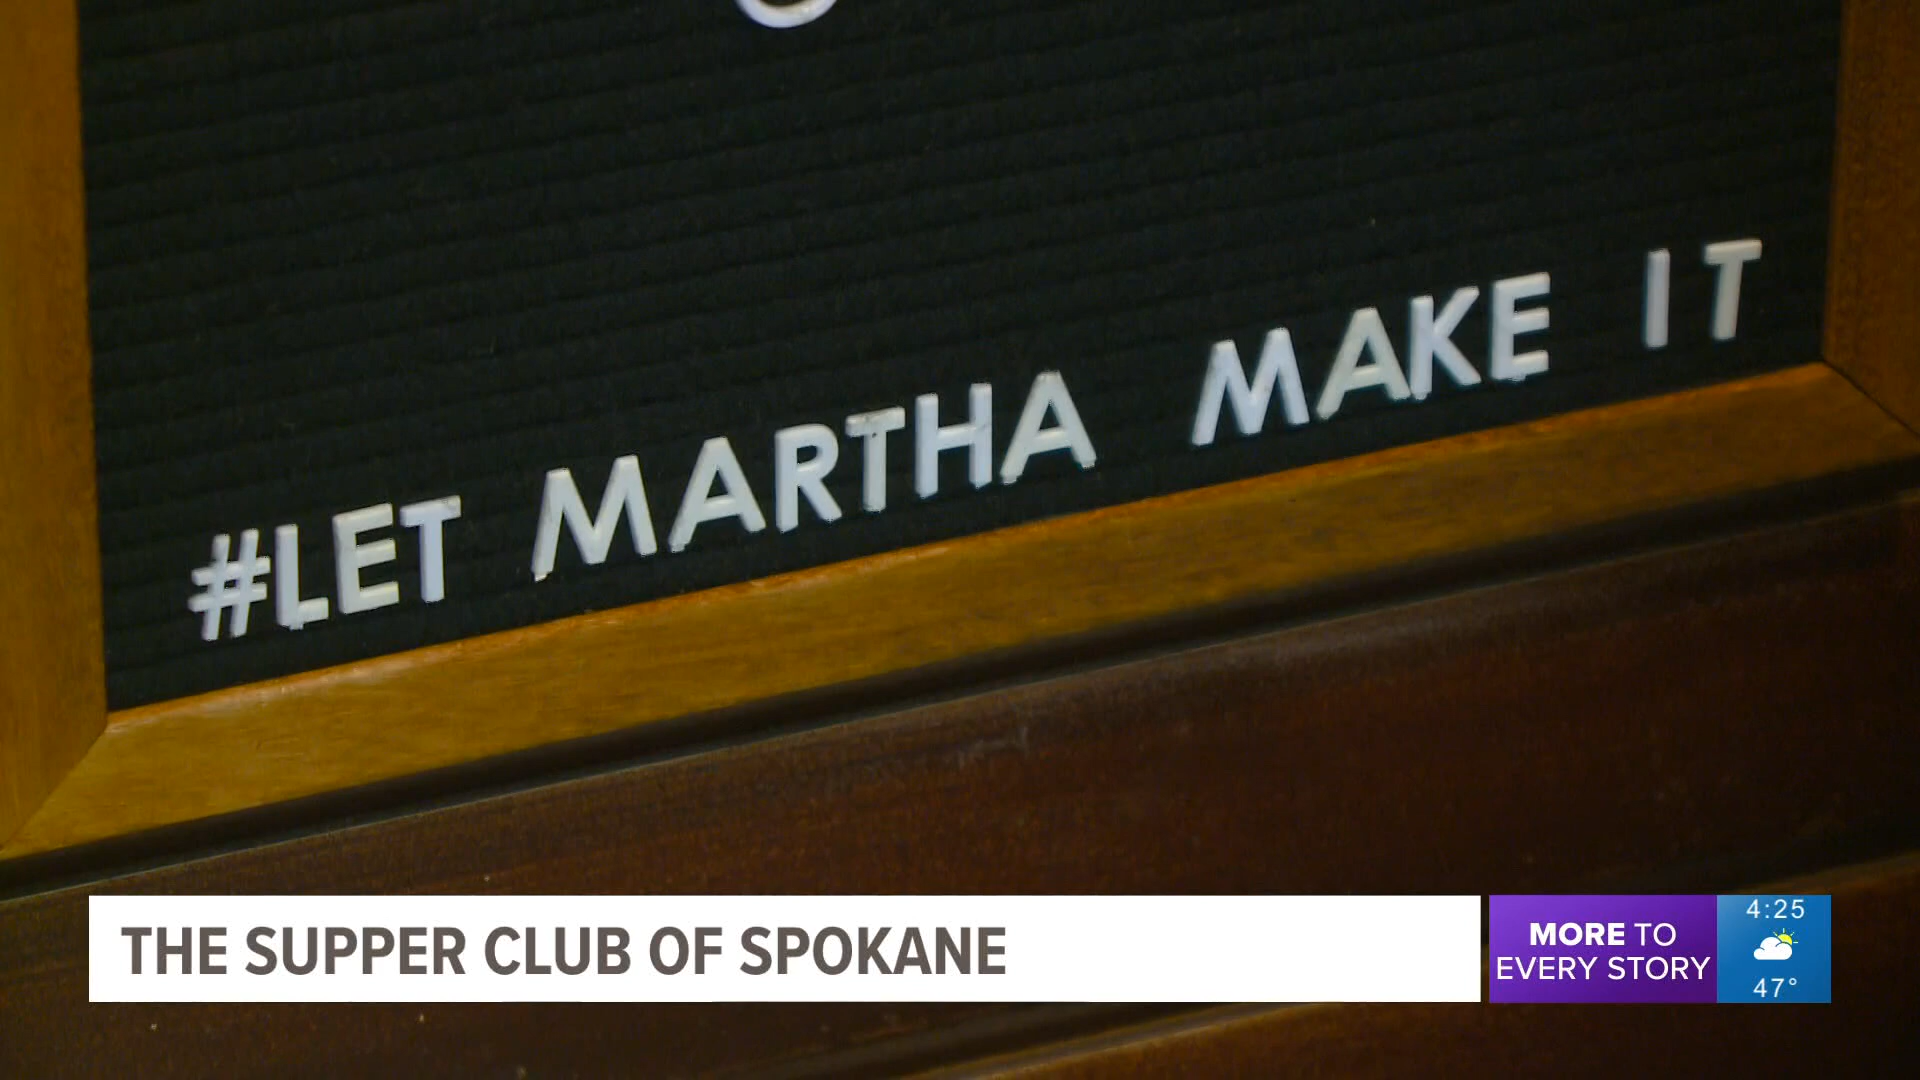 #LET MARTHA MAKE IT
THE SUPPER CLUB OF SPOKANE
MORE TO
EVERY STORY
4:25
47°